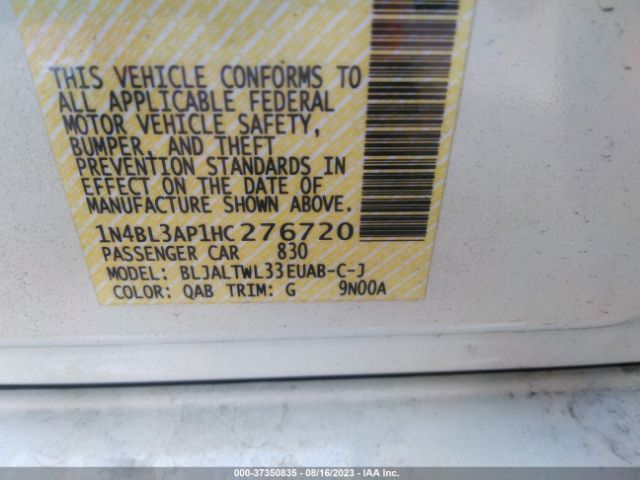 THIS VEHICLE CONFORMS TO
ALL APPLICABLE FEDERAL
MOTOR VEHICLE SAFETY,
BUMPER, AND THEFT
PREVENTION STANDARDS IN
EFFECT ON THE DATE OF
MANUFACTURE SHOWN ABOVE.
1N4BL3AP1HC276720
PASSENGER CAR 830
MODEL: BLJALTWL33EUAB-C-J
COLOR: QAB TRIM: G 9N00A
000-37350835 - 08/16/2023 - IAA Inc.